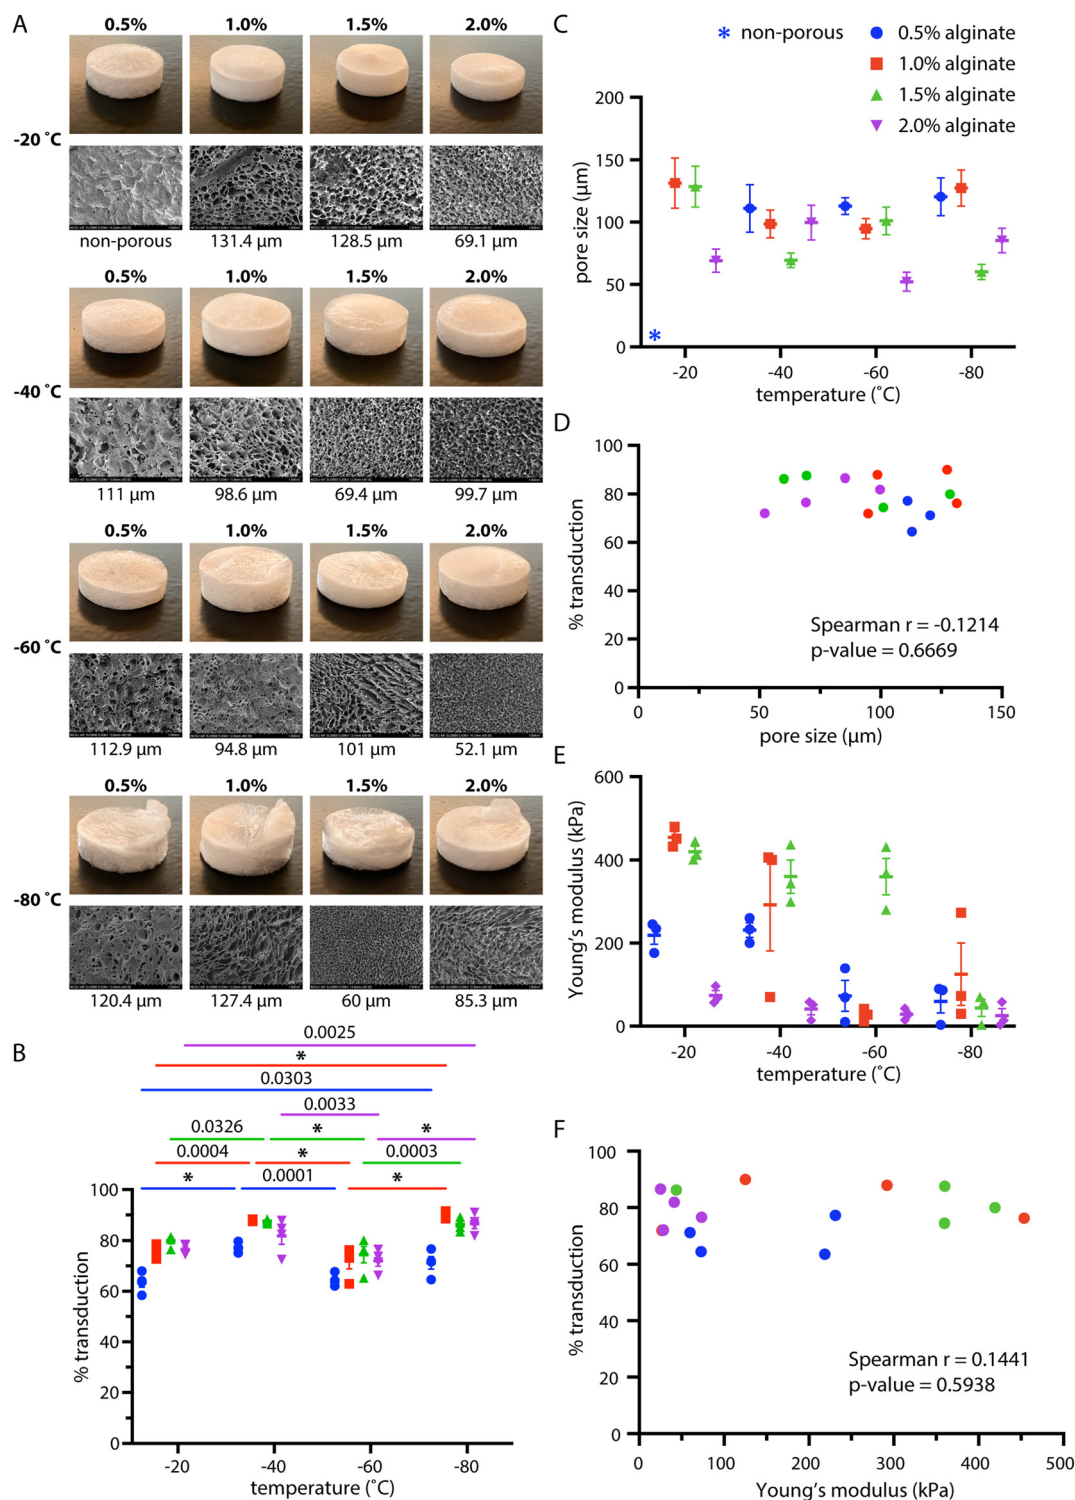 A
0.5% 1.0% 1.5% 2.0%
-20 ˚C
non-porous 131.4 µm 128.5 µm 69.1 µm
0.5% 1.0% 1.5% 2.0%
-40 ˚C
111 µm 98.6 µm 69.4 µm 99.7 µm
0.5% 1.0% 1.5% 2.0%
-60 ˚C
112.9 µm 94.8 µm 101 µm 52.1 µm
0.5% 1.0% 1.5% 2.0%
-80 ˚C
120.4 µm 127.4 µm 60 µm 85.3 µm
B
0.0025
*
0.0303
0.0033
0.0326 * *
0.0004 * 0.0003
* 0.0001 *
100
80
60
40
20
0
% transduction
-20 -40 -60 -80
temperature (˚C)
C
* non-porous
0.5% alginate
1.0% alginate
1.5% alginate
2.0% alginate
200
150
100
50
0
pore size (µm)
*
-20 -40 -60 -80
temperature (˚C)
D
100
80
60
40
20
0
% transduction
Spearman r = -0.1214
p-value = 0.6669
0 50 100 150
pore size (µm)
E
600
400
200
0
Young's modulus (kPa)
-20 -40 -60 -80
temperature (˚C)
F
100
80
60
40
20
0
% transduction
Spearman r = 0.1441
p-value = 0.5938
0 100 200 300 400 500
Young's modulus (kPa)